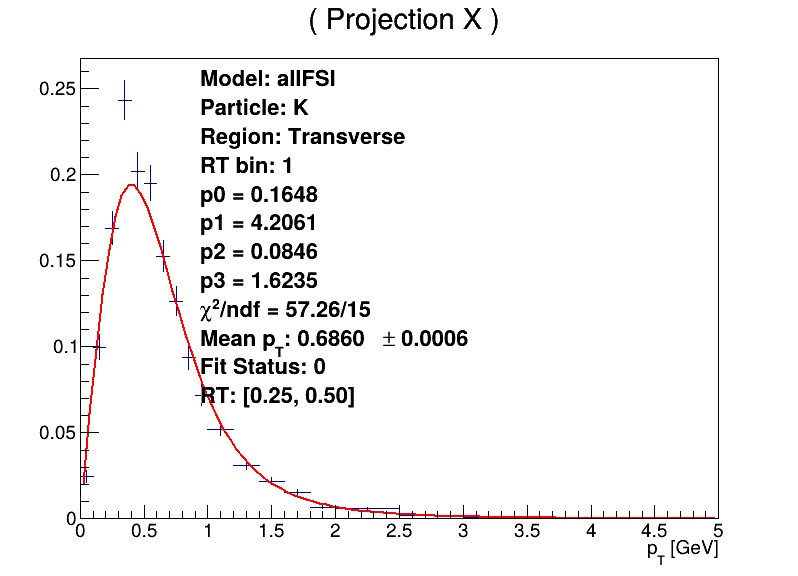 ( Projection X )
0.25
0.2
0.15
0.1
0.05
0
Model: allFSI
Particle: K
Region: Transverse
RT bin: 1
p0 = 0.1648
p1 = 4.2061
p2 = 0.0846
p3 = 1.6235
χ²/ndf = 57.26/15
Mean p_T: 0.6860 ± 0.0006
Fit Status: 0
RT: [0.25, 0.50]
0 0.5 1 1.5 2 2.5 3 3.5 4 4.5 5
p_T [GeV]